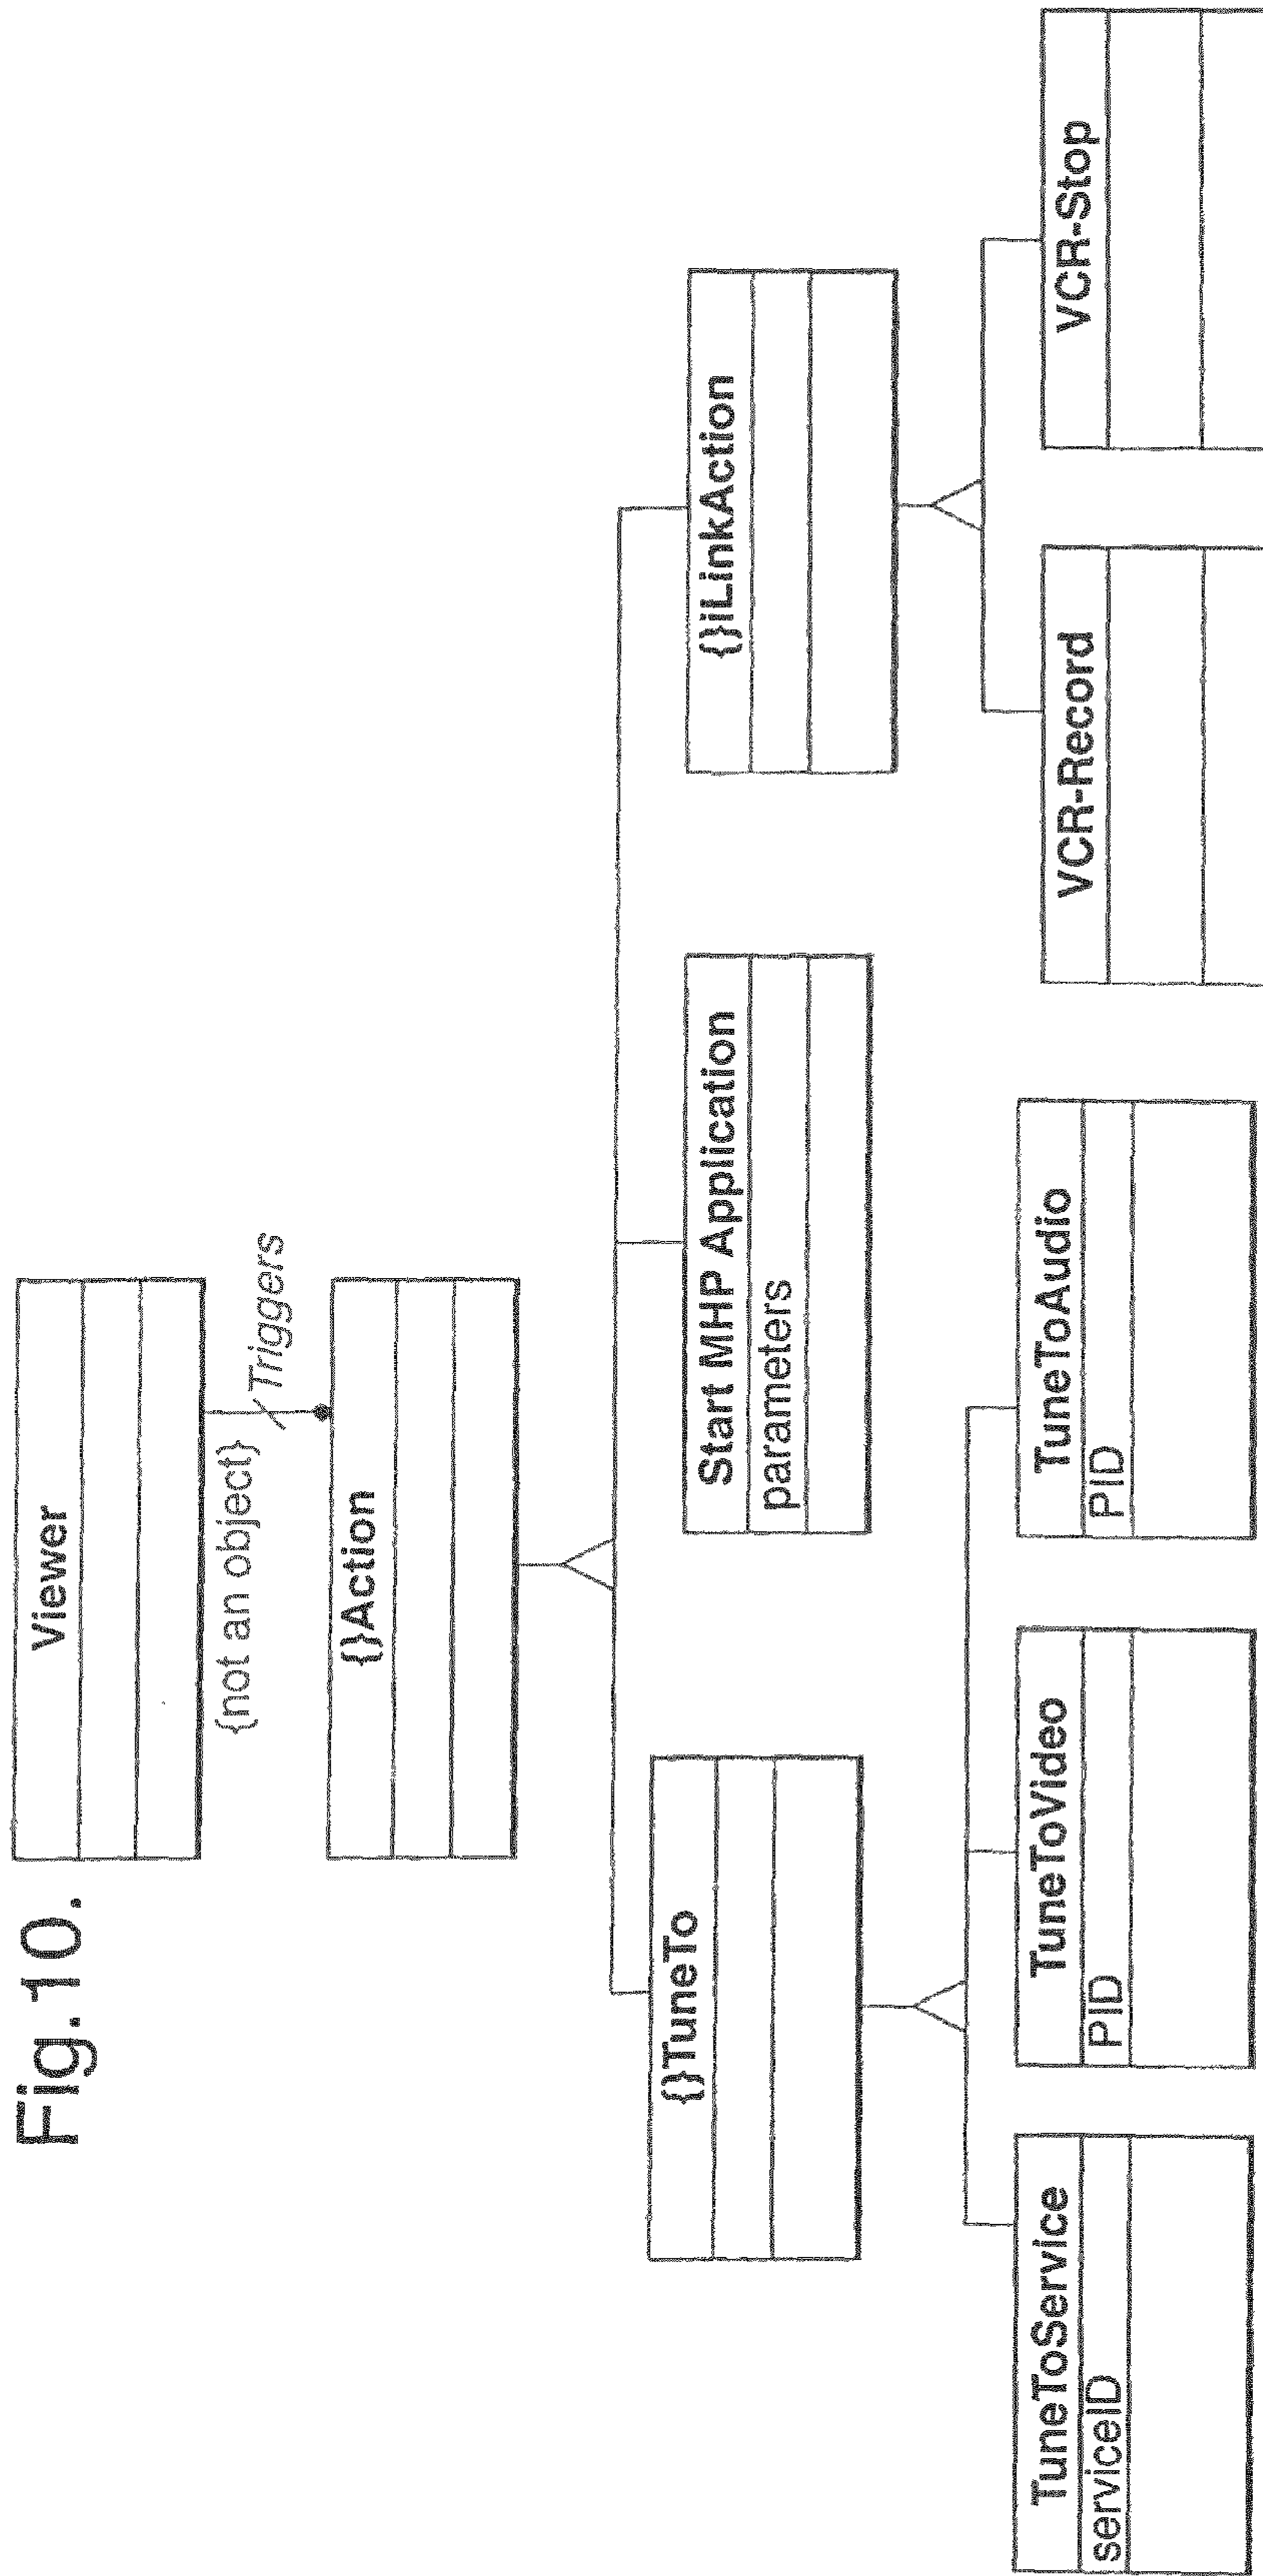 Fig.10.
Viewer
{not an object}
/Triggers
{}Action
{}TuneTo
Start MHP Application
parameters
{}iLinkAction
TuneToService
serviceID
TuneToVideo
PID
TuneToAudio
PID
VCR-Record
VCR-Stop